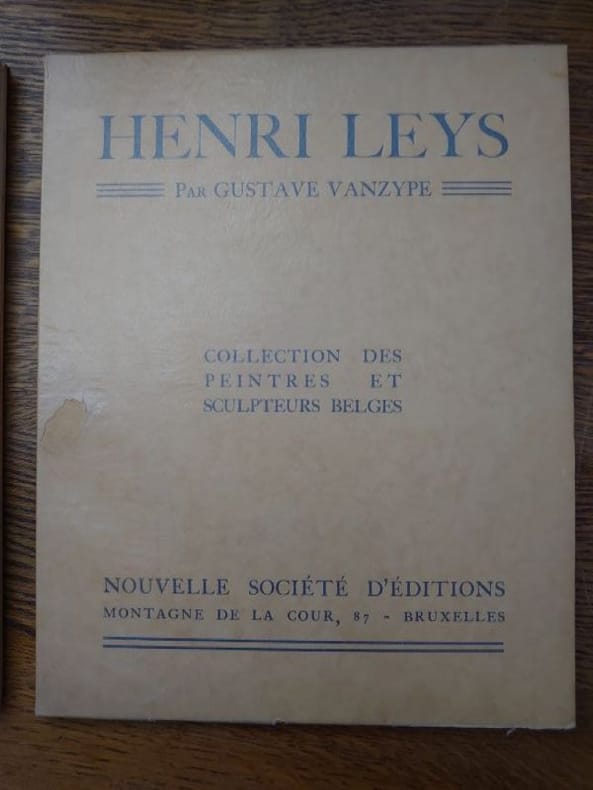 HENRI LEYS
PAR GUSTAVE VANZYPE
COLLECTION DES
PEINTRES ET
SCULPTEURS BELGES
NOUVELLE SOCIÉTÉ D'ÉDITIONS
MONTAGNE DE LA COUR, 87 - BRUXELLES